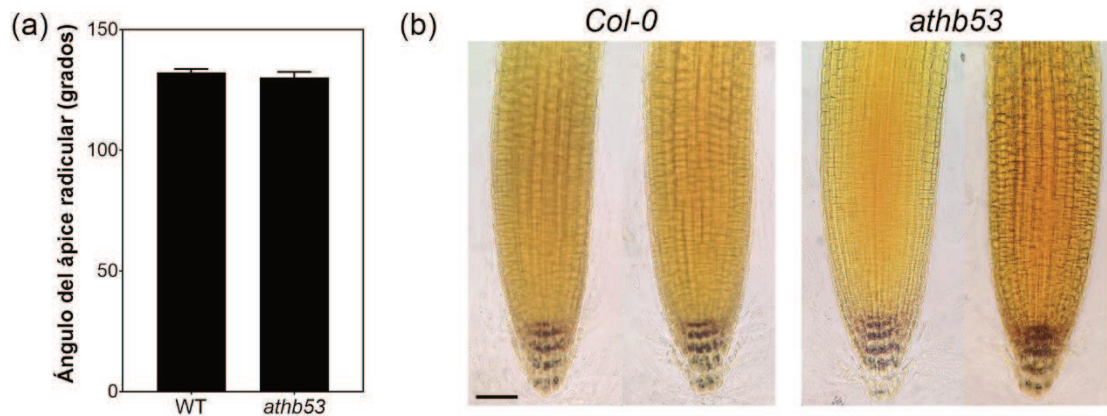 (a)
Ángulo del ápice radicular (grados)
150
100
50
0
WT
athb53
(b)
Col-0
athb53